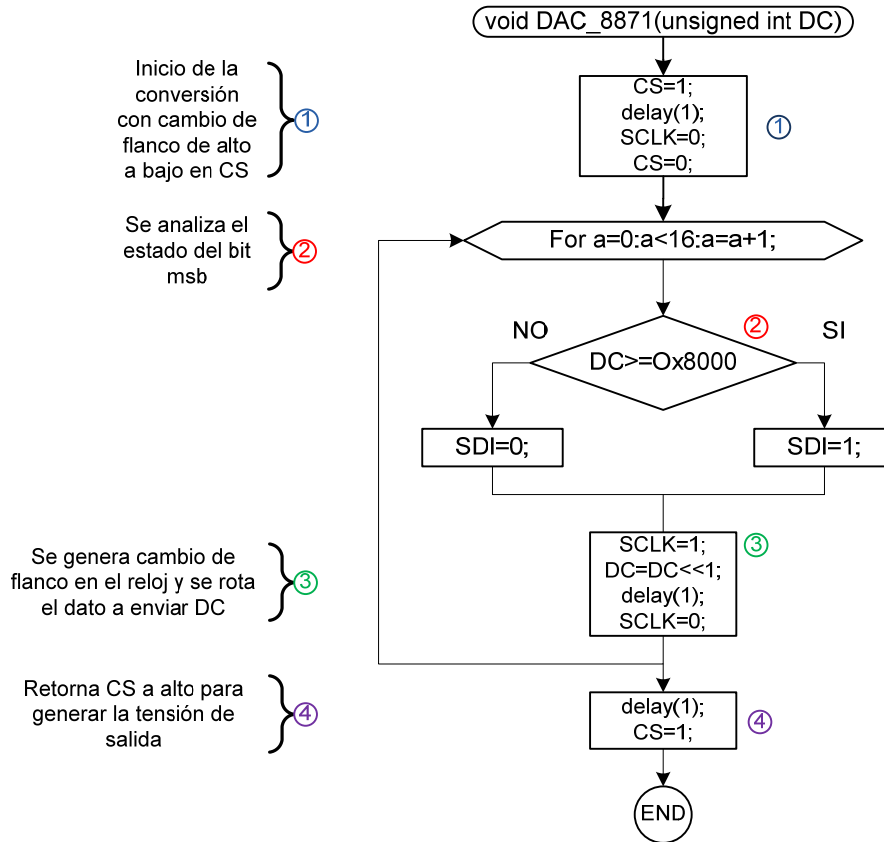 void DAC_8871(unsigned int DC)
Inicio de la
conversión
con cambio de
flanco de alto
a bajo en CS
1
CS=1;
delay(1);
SCLK=0;
CS=0;
1
Se analiza el
estado del bit
msb
2
For a=0;a<16;a=a+1;
NO
2
SI
DC>=Ox8000
SDI=0;
SDI=1;
Se genera cambio de
flanco en el reloj y se rota
el dato a enviar DC
3
SCLK=1;
DC=DC<<1;
delay(1);
SCLK=0;
3
Retorna CS a alto para
generar la tensión de
salida
4
delay(1);
CS=1;
4
END